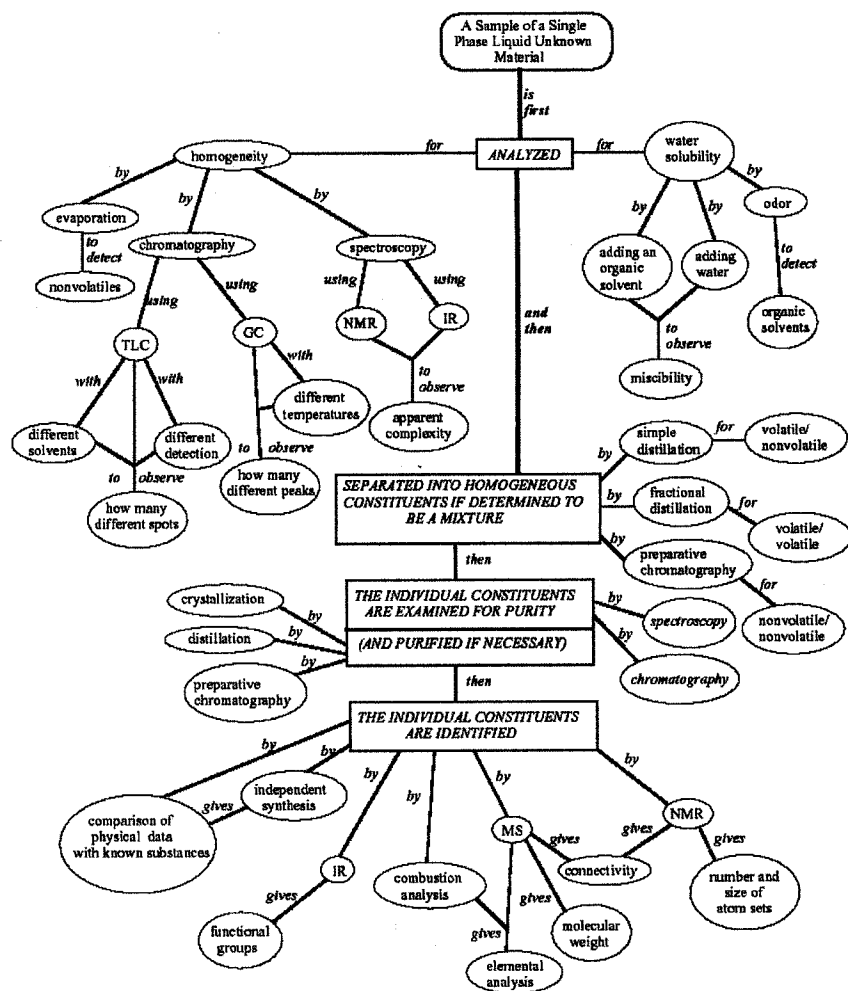 A Sample of a Single
Phase Liquid Unknown
Material
is
first
ANALYZED
for
for
homogeneity
water
solubility
by
by
by
by
by
by
evaporation
chromatography
spectroscopy
odor
adding an
organic
solvent
adding
water
to
detect
nonvolatiles
using
using
using
using
to
detect
organic
solvents
TLC
GC
NMR
IR
and
then
to
observe
miscibility
with
with
with
to
observe
different
solvents
different
detection
different
temperatures
apparent
complexity
to observe
to observe
how many
different spots
how many
different peaks
SEPARATED INTO HOMOGENEOUS
CONSTITUENTS IF DETERMINED TO
BE A MIXTURE
by
simple
distillation
for
volatile/
nonvolatile
by
fractional
distillation
for
volatile/
volatile
by
preparative
chromatography
for
nonvolatile/
nonvolatile
then
THE INDIVIDUAL CONSTITUENTS
ARE EXAMINED FOR PURITY
(AND PURIFIED IF NECESSARY)
crystallization
by
distillation
by
preparative
chromatography
by
by
spectroscopy
by
chromatography
then
THE INDIVIDUAL CONSTITUENTS
ARE IDENTIFIED
by
by
by
by
by
by
comparison of
physical data
with known substances
gives
independent
synthesis
IR
gives
functional
groups
combustion
analysis
MS
gives
gives
connectivity
NMR
gives
number and
size of
atom sets
gives
gives
molecular
weight
elemental
analysis